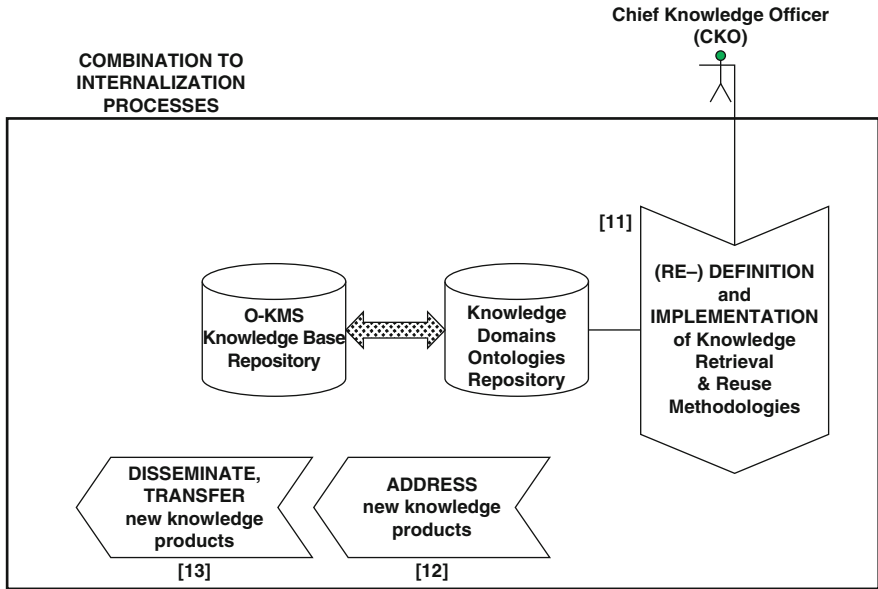 Chief Knowledge Officer
(CKO)
COMBINATION TO
INTERNALIZATION
PROCESSES
[11]
(RE–) DEFINITION
and
IMPLEMENTATION
of Knowledge
Retrieval
& Reuse
Methodologies
O-KMS
Knowledge Base
Repository
Knowledge
Domains
Ontologies
Repository
DISSEMINATE,
TRANSFER
new knowledge
products
[13]
ADDRESS
new knowledge
products
[12]